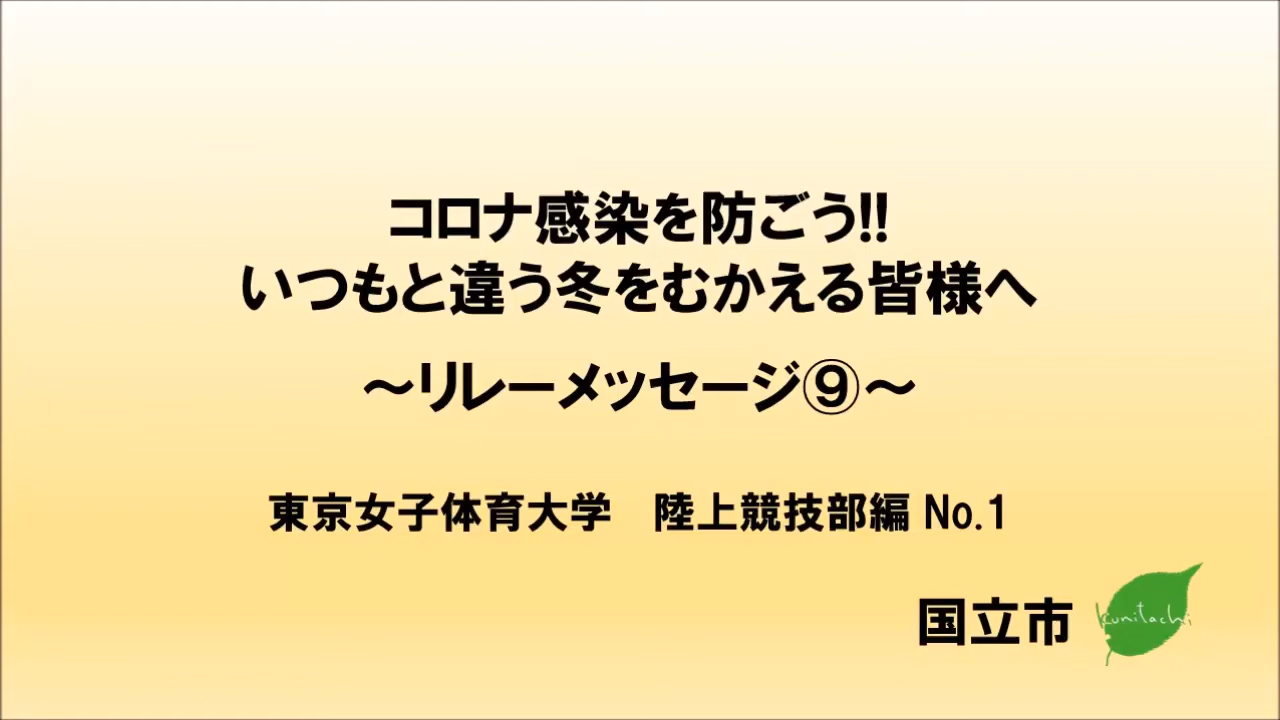 コロナ感染を防ごう!!
いつもと違う冬をむかえる皆様へ
～リレーメッセージ⑨～
東京女子体育大学　陸上競技部編 No.1
国立市
kunitachi